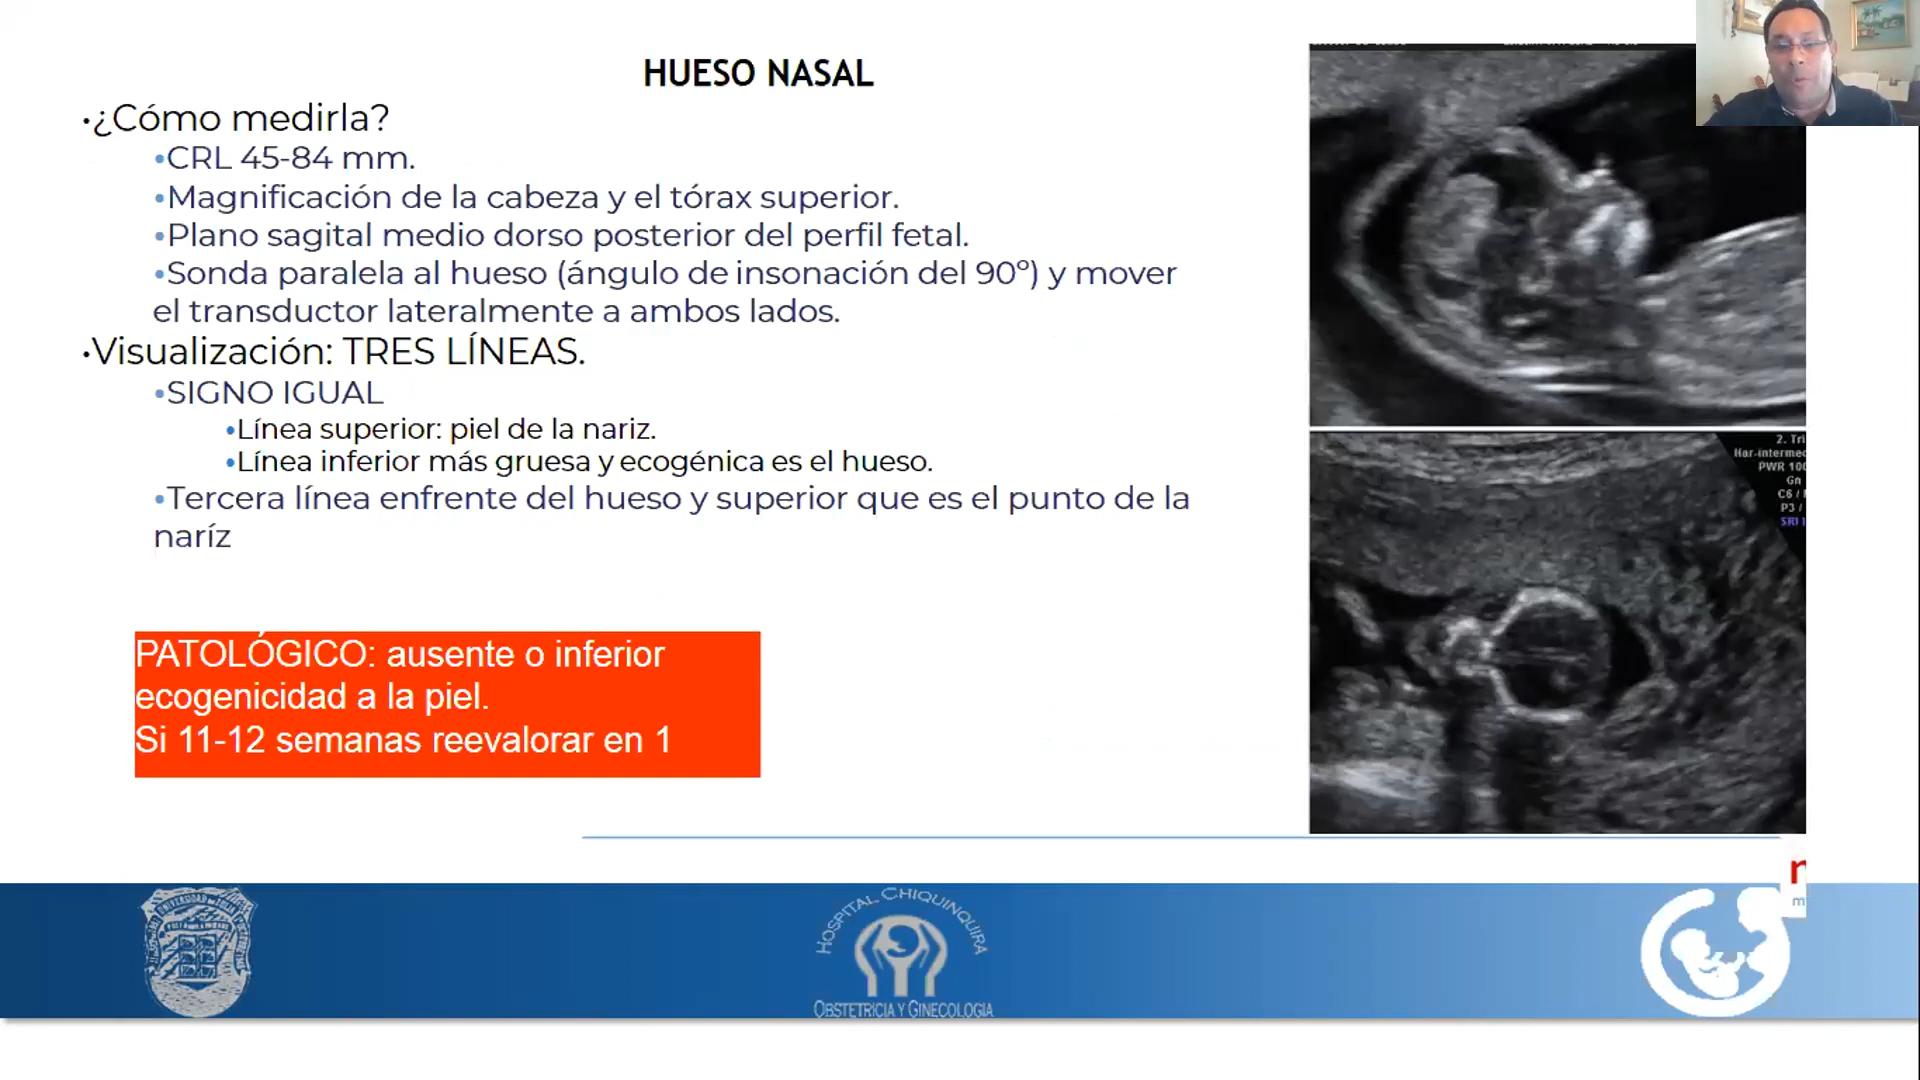 HUESO NASAL
•¿Cómo medirla?
•CRL 45-84 mm.
•Magnificación de la cabeza y el tórax superior.
•Plano sagital medio dorso posterior del perfil fetal.
•Sonda paralela al hueso (ángulo de insonación del 90º) y mover
el transductor lateralmente a ambos lados.
•Visualización: TRES LÍNEAS.
•SIGNO IGUAL
•Línea superior: piel de la nariz.
•Línea inferior más gruesa y ecogénica es el hueso.
•Tercera línea enfrente del hueso y superior que es el punto de la
naríz
PATOLÓGICO: ausente o inferior
ecogenicidad a la piel.
Si 11-12 semanas reevalorar en 1
2. Tri
Har-intermed
PWR 100
Gn
C6 /
P3 /
SRI
HOSPITAL CHIQUINQUIRA
OBSTETRICIA Y GINECOLOGIA